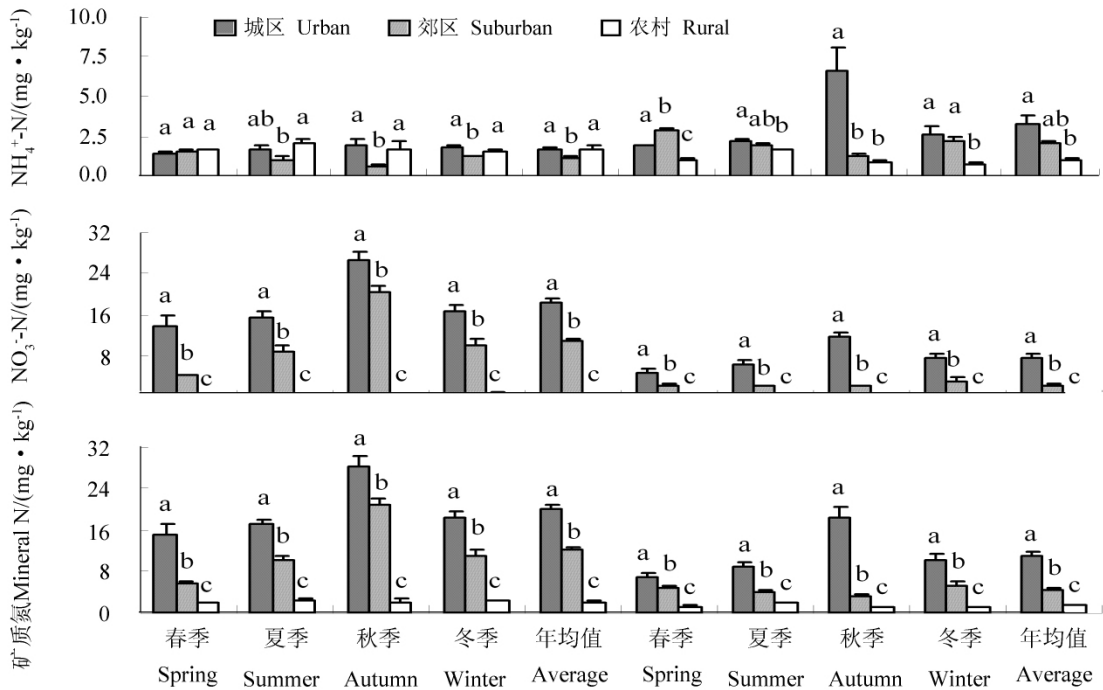 城区 Urban 郊区 Suburban 农村 Rural
NH₄⁺-N/(mg·kg⁻¹)
10.0
7.5
5.0
2.5
0.0
a a a ab b a a b a a b a a b a a b c a ab b a b b a a b a ab b
NO₃⁻-N/(mg·kg⁻¹)
32
24
16
8
a b c a b c a b c a b c a b c a b c a b c a b c a b c a b c
矿质氮Mineral N/(mg·kg⁻¹)
32
24
16
8
0
a b c a b c a b c a b c a b c a b c a b c a b c a b c a b c
春季 夏季 秋季 冬季 年均值 春季 夏季 秋季 冬季 年均值
Spring Summer Autumn Winter Average Spring Summer Autumn Winter Average